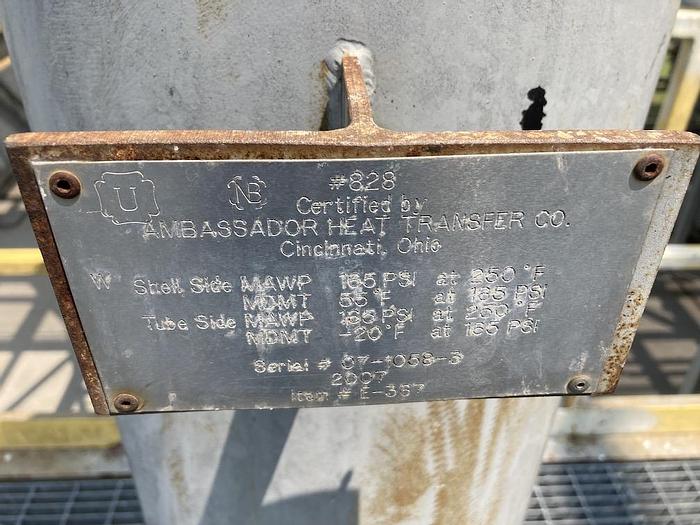 U NB #828
Certified by
AMBASSADOR HEAT TRANSFER CO.
Cincinnati, Ohio
W Shell Side MAWP 165 PSI at 250 °F
MDMT 55 °F at 165 PSI
Tube Side MAWP 165 PSI at 250 °F
MDMT -20 °F at 165 PSI
Serial # 07-1058-3
2007
Item # E-367